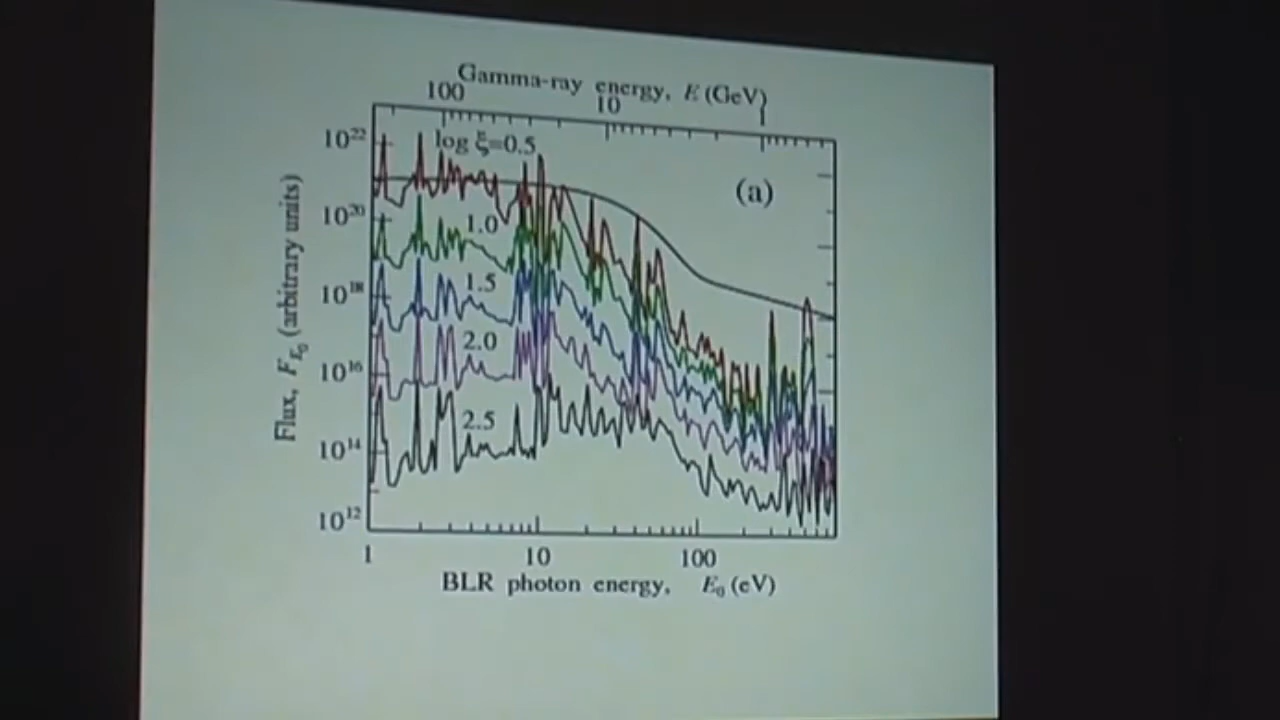 Gamma-ray energy, E (GeV)
100 10 1
10²² log ξ=0.5
(a)
10²⁰ 1.0
10¹⁸ 1.5
2.0
10¹⁶
2.5
10¹⁴
10¹²
Flux, F_E₀ (arbitrary units)
1 10 100
BLR photon energy, E₀ (eV)